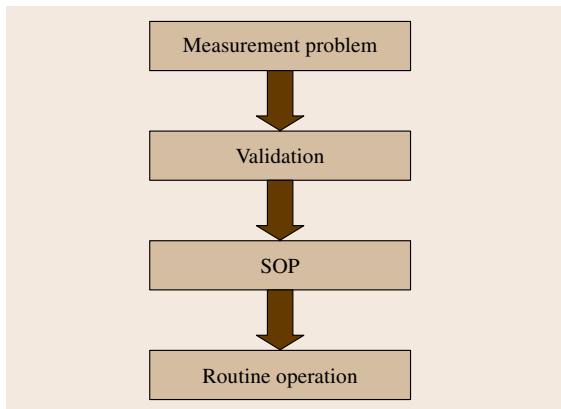 Measurement problem
Validation
SOP
Routine operation